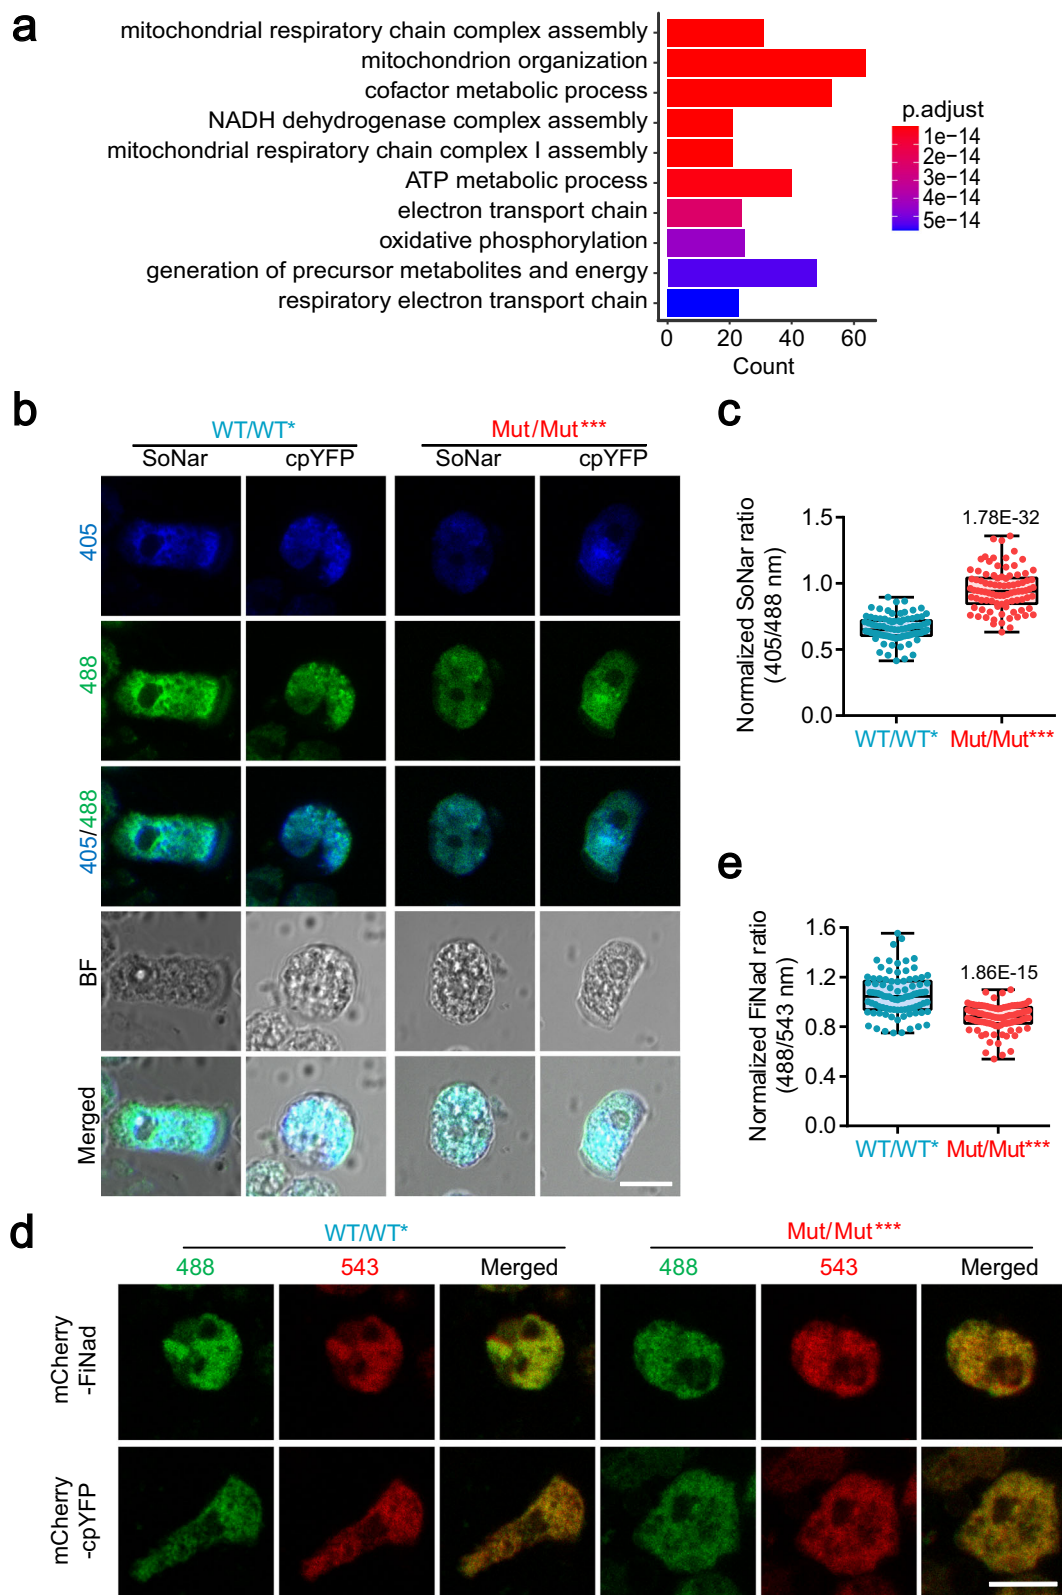 a
mitochondrial respiratory chain complex assembly
mitochondrion organization
cofactor metabolic process
NADH dehydrogenase complex assembly
mitochondrial respiratory chain complex I assembly
ATP metabolic process
electron transport chain
oxidative phosphorylation
generation of precursor metabolites and energy
respiratory electron transport chain
0 20 40 60
Count
p.adjust
1e−14
2e−14
3e−14
4e−14
5e−14
b
WT/WT* Mut/Mut***
SoNar cpYFP SoNar cpYFP
405
488
405/488
BF
Merged
c
Normalized SoNar ratio
(405/488 nm)
1.5
1.0
0.5
0.0
1.78E-32
WT/WT* Mut/Mut***
e
Normalized FiNad ratio
(488/543 nm)
1.6
1.2
0.8
0.4
0.0
1.86E-15
WT/WT* Mut/Mut***
d
WT/WT* Mut/Mut***
488 543 Merged 488 543 Merged
mCherry
-FiNad
mCherry
-cpYFP